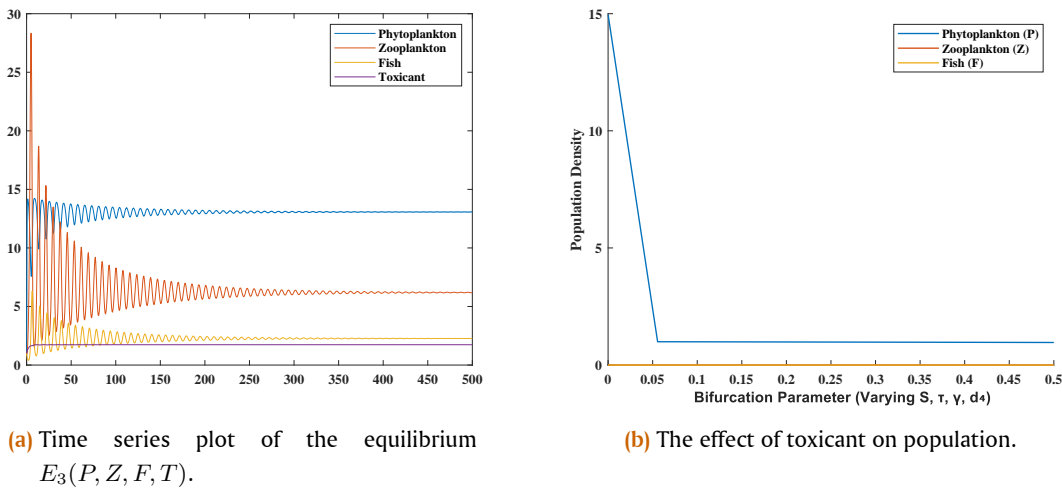 30
25
20
15
10
5
0
0 50 100 150 200 250 300 350 400 450 500
Phytoplankton
Zooplankton
Fish
Toxicant
(a) Time series plot of the equilibrium
E₃(P, Z, F, T).
Population Density
15
10
5
0
0 0.05 0.1 0.15 0.2 0.25 0.3 0.35 0.4 0.45 0.5
Bifurcation Parameter (Varying S, τ, γ, d₄)
Phytoplankton (P)
Zooplankton (Z)
Fish (F)
(b) The effect of toxicant on population.